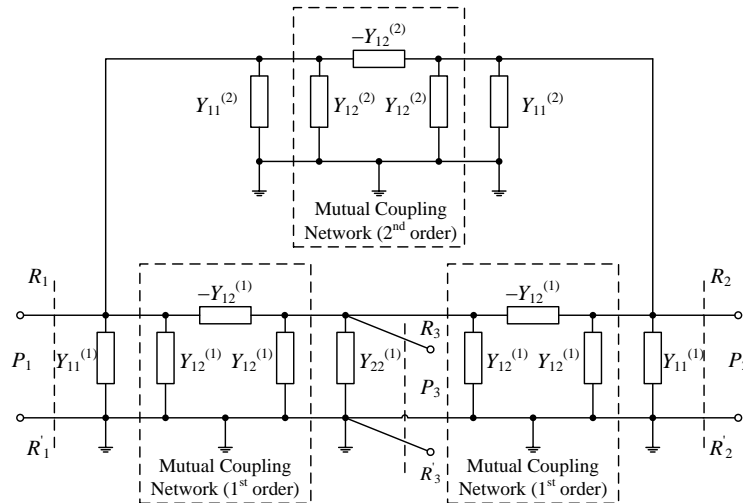 −Y₁₂⁽²⁾
Y₁₁⁽²⁾ Y₁₂⁽²⁾ Y₁₂⁽²⁾ Y₁₁⁽²⁾
Mutual Coupling
Network (2ⁿᵈ order)
R₁ −Y₁₂⁽¹⁾ −Y₁₂⁽¹⁾ R₂
R₃
P₁ Y₁₁⁽¹⁾ Y₁₂⁽¹⁾ Y₁₂⁽¹⁾ Y₂₂⁽¹⁾ P₃ Y₁₂⁽¹⁾ Y₁₂⁽¹⁾ Y₁₁⁽¹⁾
R'₁ R'₃ R'₂
Mutual Coupling
Network (1ˢᵗ order)
Mutual Coupling
Network (1ˢᵗ order)